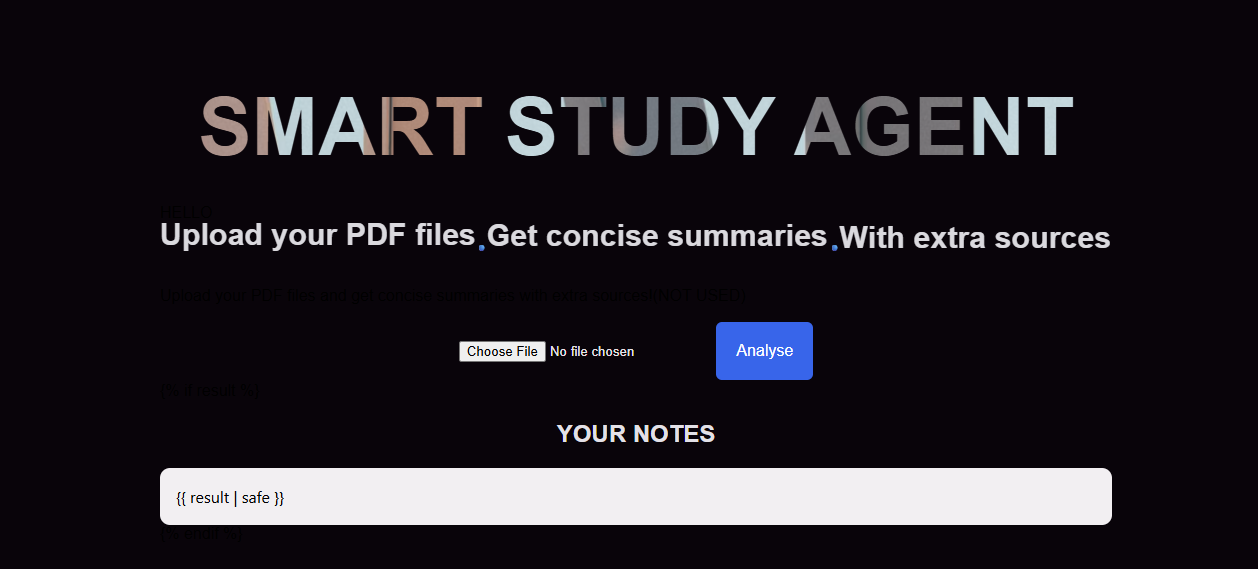 SMART STUDY AGENT
HELLO
Upload your PDF files Get concise summaries With extra sources
Upload your PDF files and get concise summaries with extra sources!(NOT USED)
Choose File No file chosen Analyse
{% if result %}
YOUR NOTES
{{ result | safe }}
{% endif %}